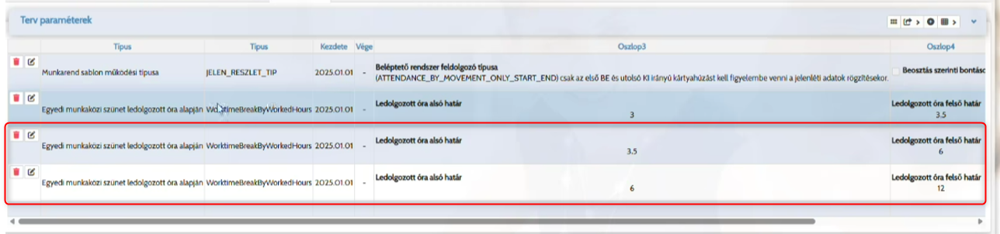 Terv paraméterek
Típus Típus Kezdete Vége Oszlop3 Oszlop4
Munkarend sablon működési típusa JELEN_RESZLET_TIP 2025.01.01 -
Beléptető rendszer feldolgozó típusa
(ATTENDANCE_BY_MOVEMENT_ONLY_START_END) csak az első BE és utolsó KI irányú kártyahúzást kell figyelembe venni a jelenléti adatok rögzítésekor.
Beosztás szerinti bontásc
Egyedi munkaközi szünet ledolgozott óra alapján WorktimeBreakByWorkedHours 2025.01.01 -
Ledolgozott óra alsó határ
3
Ledolgozott óra felső határ
3.5
Egyedi munkaközi szünet ledolgozott óra alapján WorktimeBreakByWorkedHours 2025.01.01 -
Ledolgozott óra alsó határ
3.5
Ledolgozott óra felső határ
6
Egyedi munkaközi szünet ledolgozott óra alapján WorktimeBreakByWorkedHours 2025.01.01 -
Ledolgozott óra alsó határ
6
Ledolgozott óra felső határ
12